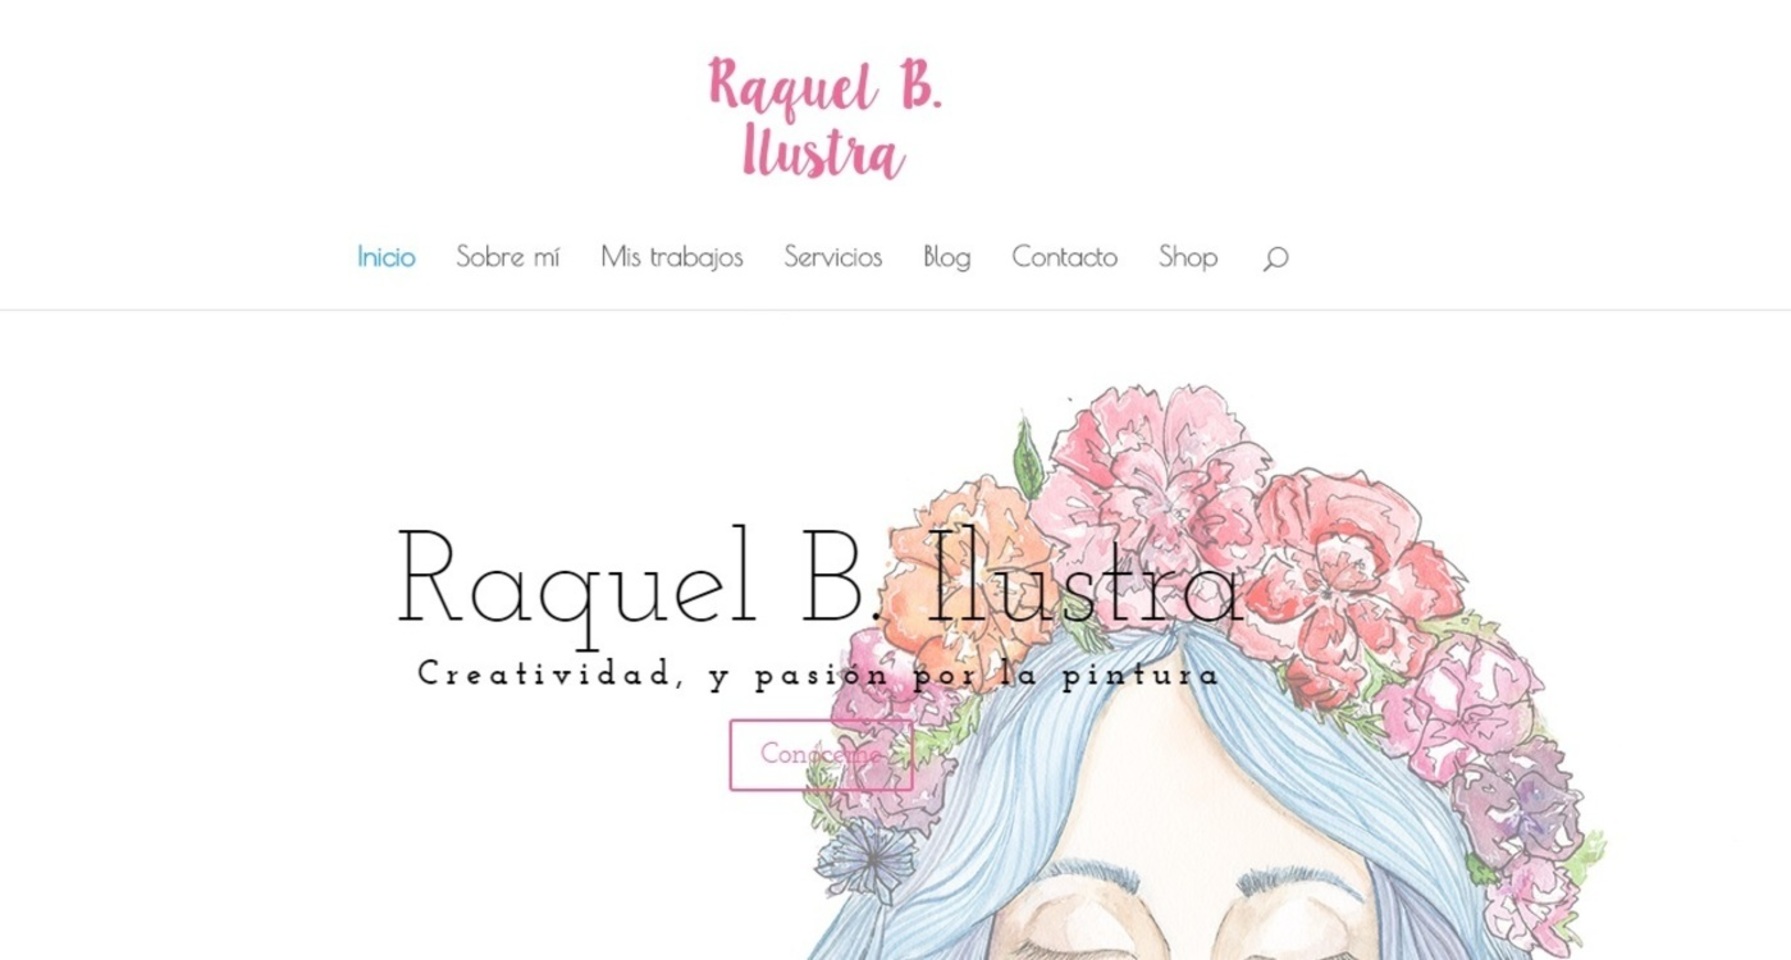 Raquel B.
Ilustra
Inicio Sobre mí Mis trabajos Servicios Blog Contacto Shop
Raquel B. Ilustra
Creatividad, y pasión por la pintura
Conóceme